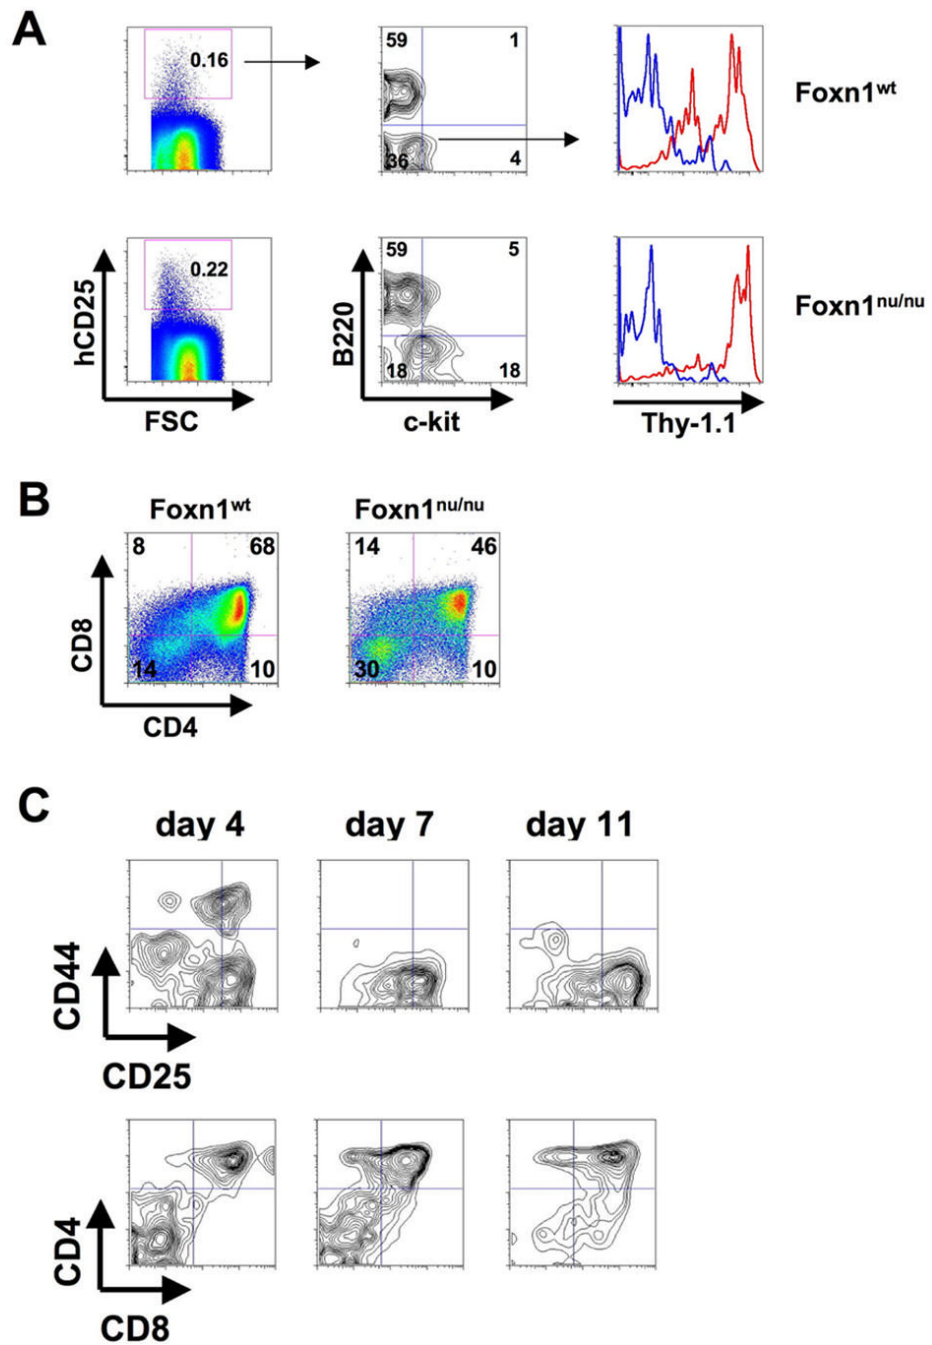 A
0.16
59 1
36 4
Foxn1wt
hCD25
0.22
FSC
B220
59 5
18 18
c-kit
Thy-1.1
Foxn1nu/nu
B
Foxn1wt
Foxn1nu/nu
CD8
8 68
14 10
14 46
30 10
CD4
C
day 4 day 7 day 11
CD44
CD25
CD4
CD8